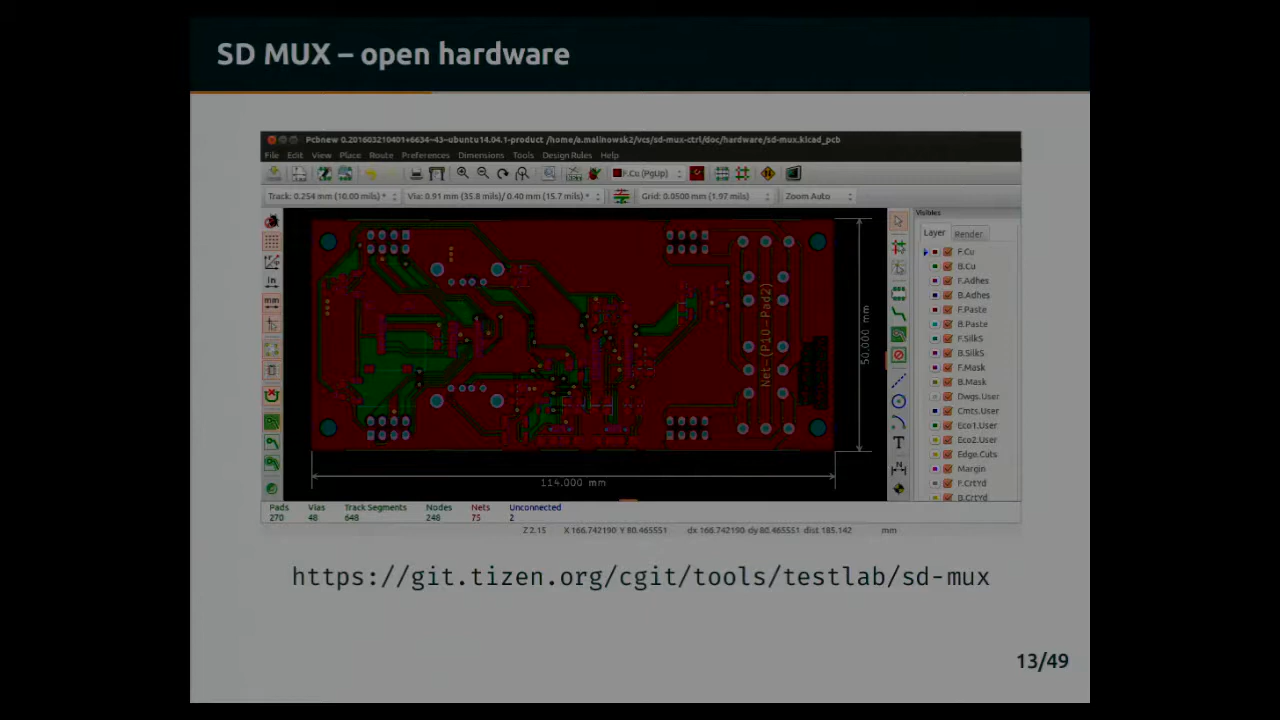 SD MUX – open hardware
Pcbnew 0.201603210401+6634~43~ubuntu14.04.1-product /home/a.malinowsk2/vcs/sd-mux-ctrl/doc/hardware/sd-mux.kicad_pcb
File Edit View Place Route Preferences Dimensions Tools Design Rules Help
F.Cu (PgUp)
Track: 0.254 mm (10.00 mils) * Via: 0.91 mm (35.8 mils)/ 0.40 mm (15.7 mils) * Grid: 0.0500 mm (1.97 mils) Zoom Auto
Visibles
Layer Render
F.Cu
B.Cu
F.Adhes
B.Adhes
F.Paste
B.Paste
F.SilkS
B.SilkS
F.Mask
B.Mask
Dwgs.User
Cmts.User
Eco1.User
Eco2.User
Edge.Cuts
Margin
F.CrtYd
B.CrtYd
in
mm
Net-(P10-Pad2)
50.000 mm
114.000 mm
T
N
Pads Vias Track Segments Nodes Nets Unconnected
270 48 648 248 75 2
Z 2.15 X 166.742190 Y 80.465551 dx 166.742190 dy 80.465551 dist 185.142 mm
https://git.tizen.org/cgit/tools/testlab/sd-mux
13/49